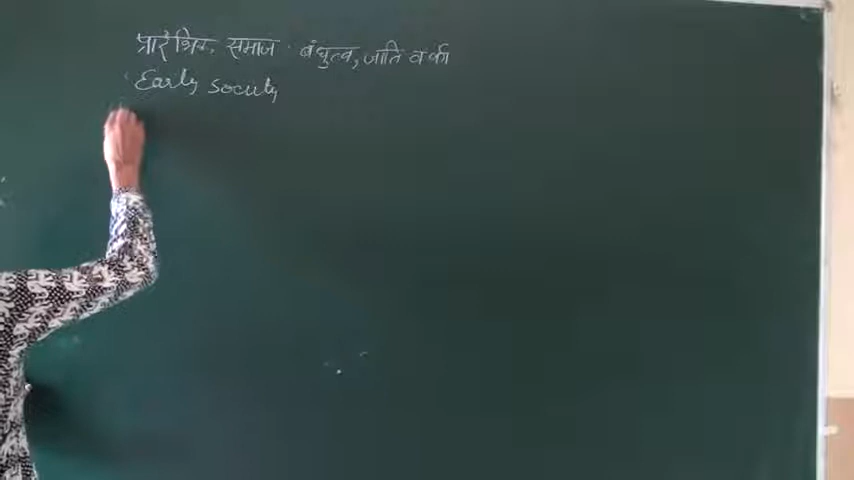 प्रारंभिक समाज बंधुत्व, जाति व वर्ग
Early society